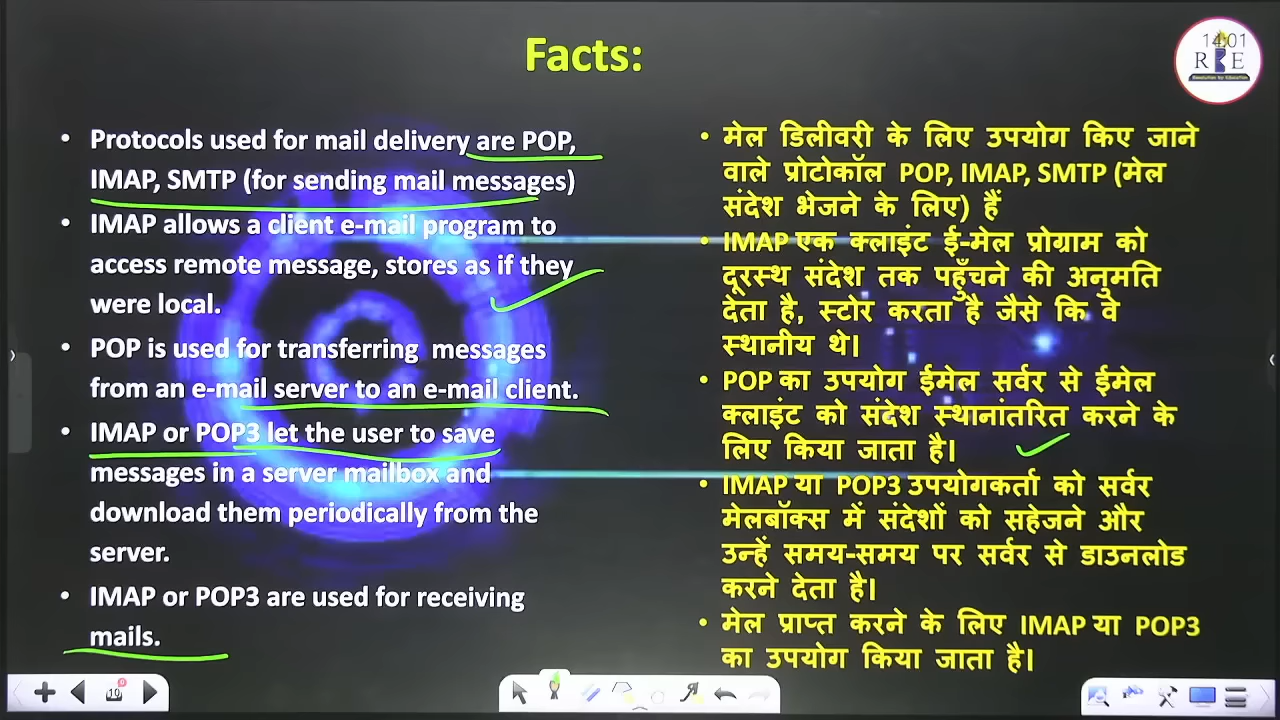 Facts:
14:01
R E
Revolution by Education
• Protocols used for mail delivery are POP,
IMAP, SMTP (for sending mail messages)
• IMAP allows a client e-mail program to
access remote message, stores as if they
were local.
• POP is used for transferring messages
from an e-mail server to an e-mail client.
• IMAP or POP3 let the user to save
messages in a server mailbox and
download them periodically from the
server.
• IMAP or POP3 are used for receiving
mails.
• मेल डिलीवरी के लिए उपयोग किए जाने
वाले प्रोटोकॉल POP, IMAP, SMTP (मेल
संदेश भेजने के लिए) हैं
• IMAP एक क्लाइंट ई-मेल प्रोग्राम को
दूरस्थ संदेश तक पहुँचने की अनुमति
देता है, स्टोर करता है जैसे कि वे
स्थानीय थे।
• POP का उपयोग ईमेल सर्वर से ईमेल
क्लाइंट को संदेश स्थानांतरित करने के
लिए किया जाता है।
• IMAP या POP3 उपयोगकर्ता को सर्वर
मेलबॉक्स में संदेशों को सहेजने और
उन्हें समय-समय पर सर्वर से डाउनलोड
करने देता है।
• मेल प्राप्त करने के लिए IMAP या POP3
का उपयोग किया जाता है।
10